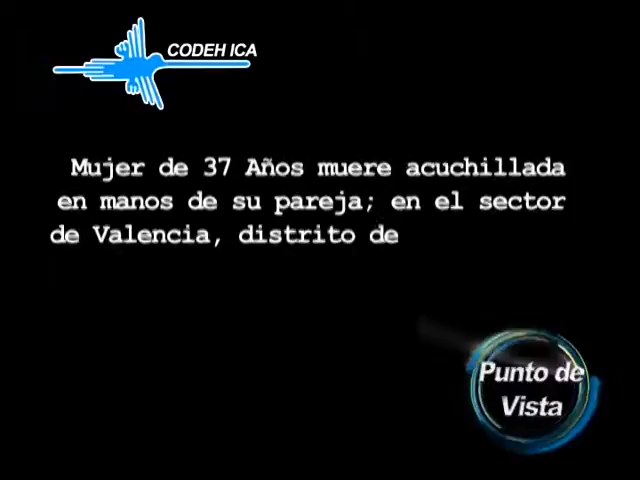 CODEH ICA
Mujer de 37 Años muere acuchillada
en manos de su pareja; en el sector
de Valencia, distrito de
Punto de
Vista